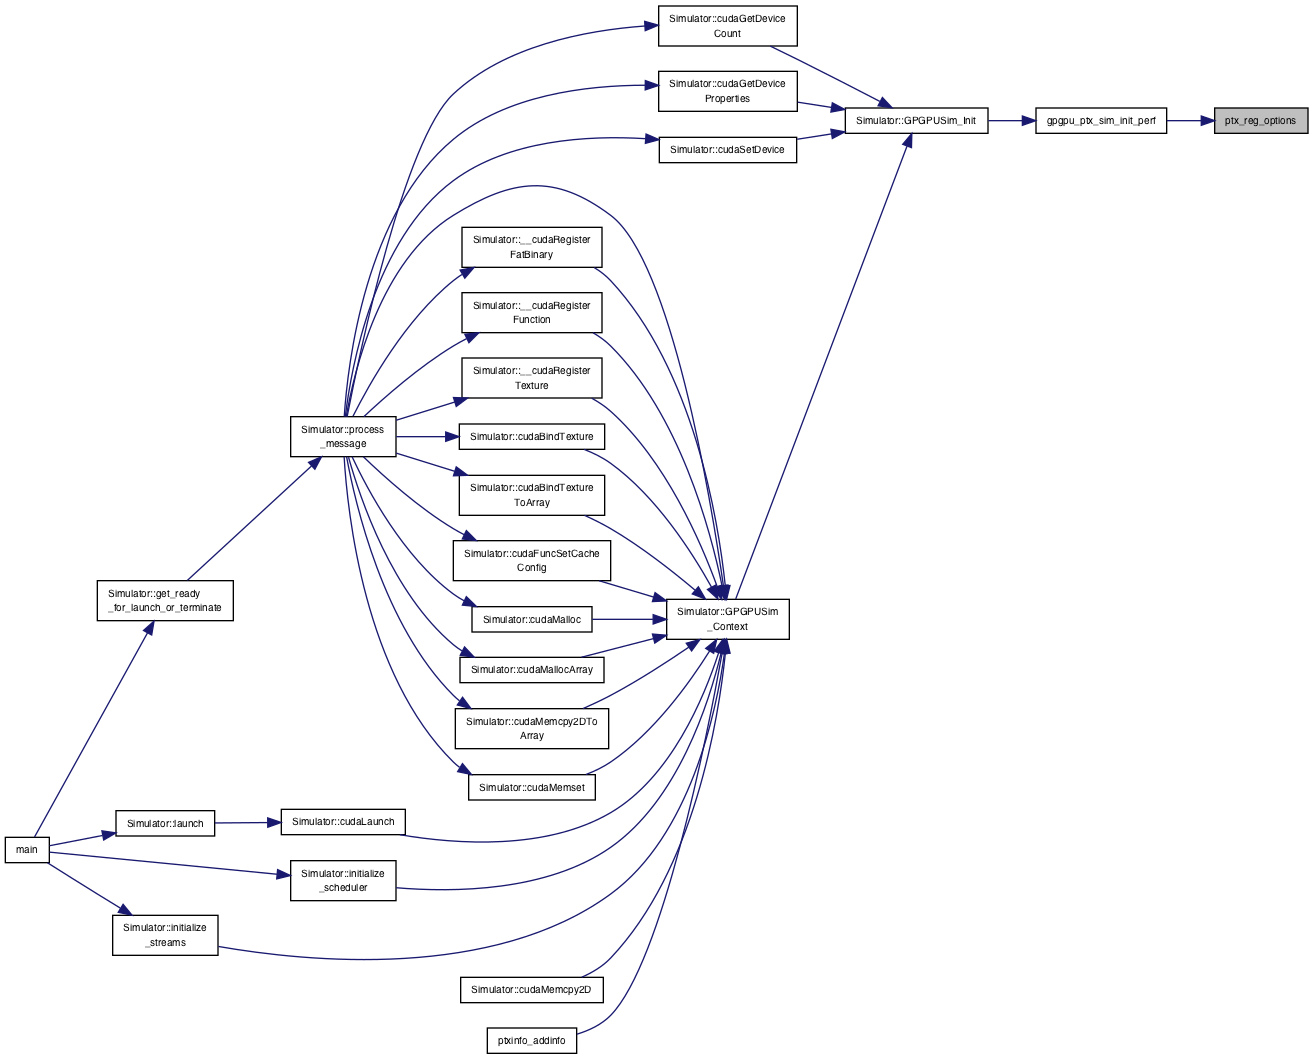 Simulator::cudaGetDevice
Count
Simulator::cudaGetDevice
Properties
Simulator::GPGPUSim_Init
gpgpu_ptx_sim_init_perf
ptx_reg_options
Simulator::cudaSetDevice
Simulator::__cudaRegister
FatBinary
Simulator::__cudaRegister
Function
Simulator::__cudaRegister
Texture
Simulator::process
_message
Simulator::cudaBindTexture
Simulator::cudaBindTexture
ToArray
Simulator::cudaFuncSetCache
Config
Simulator::get_ready
_for_launch_or_terminate
Simulator::cudaMalloc
Simulator::GPGPUSim
_Context
Simulator::cudaMallocArray
Simulator::cudaMemcpy2DTo
Array
Simulator::cudaMemset
Simulator::launch
Simulator::cudaLaunch
main
Simulator::initialize
_scheduler
Simulator::initialize
_streams
Simulator::cudaMemcpy2D
ptxinfo_addinfo